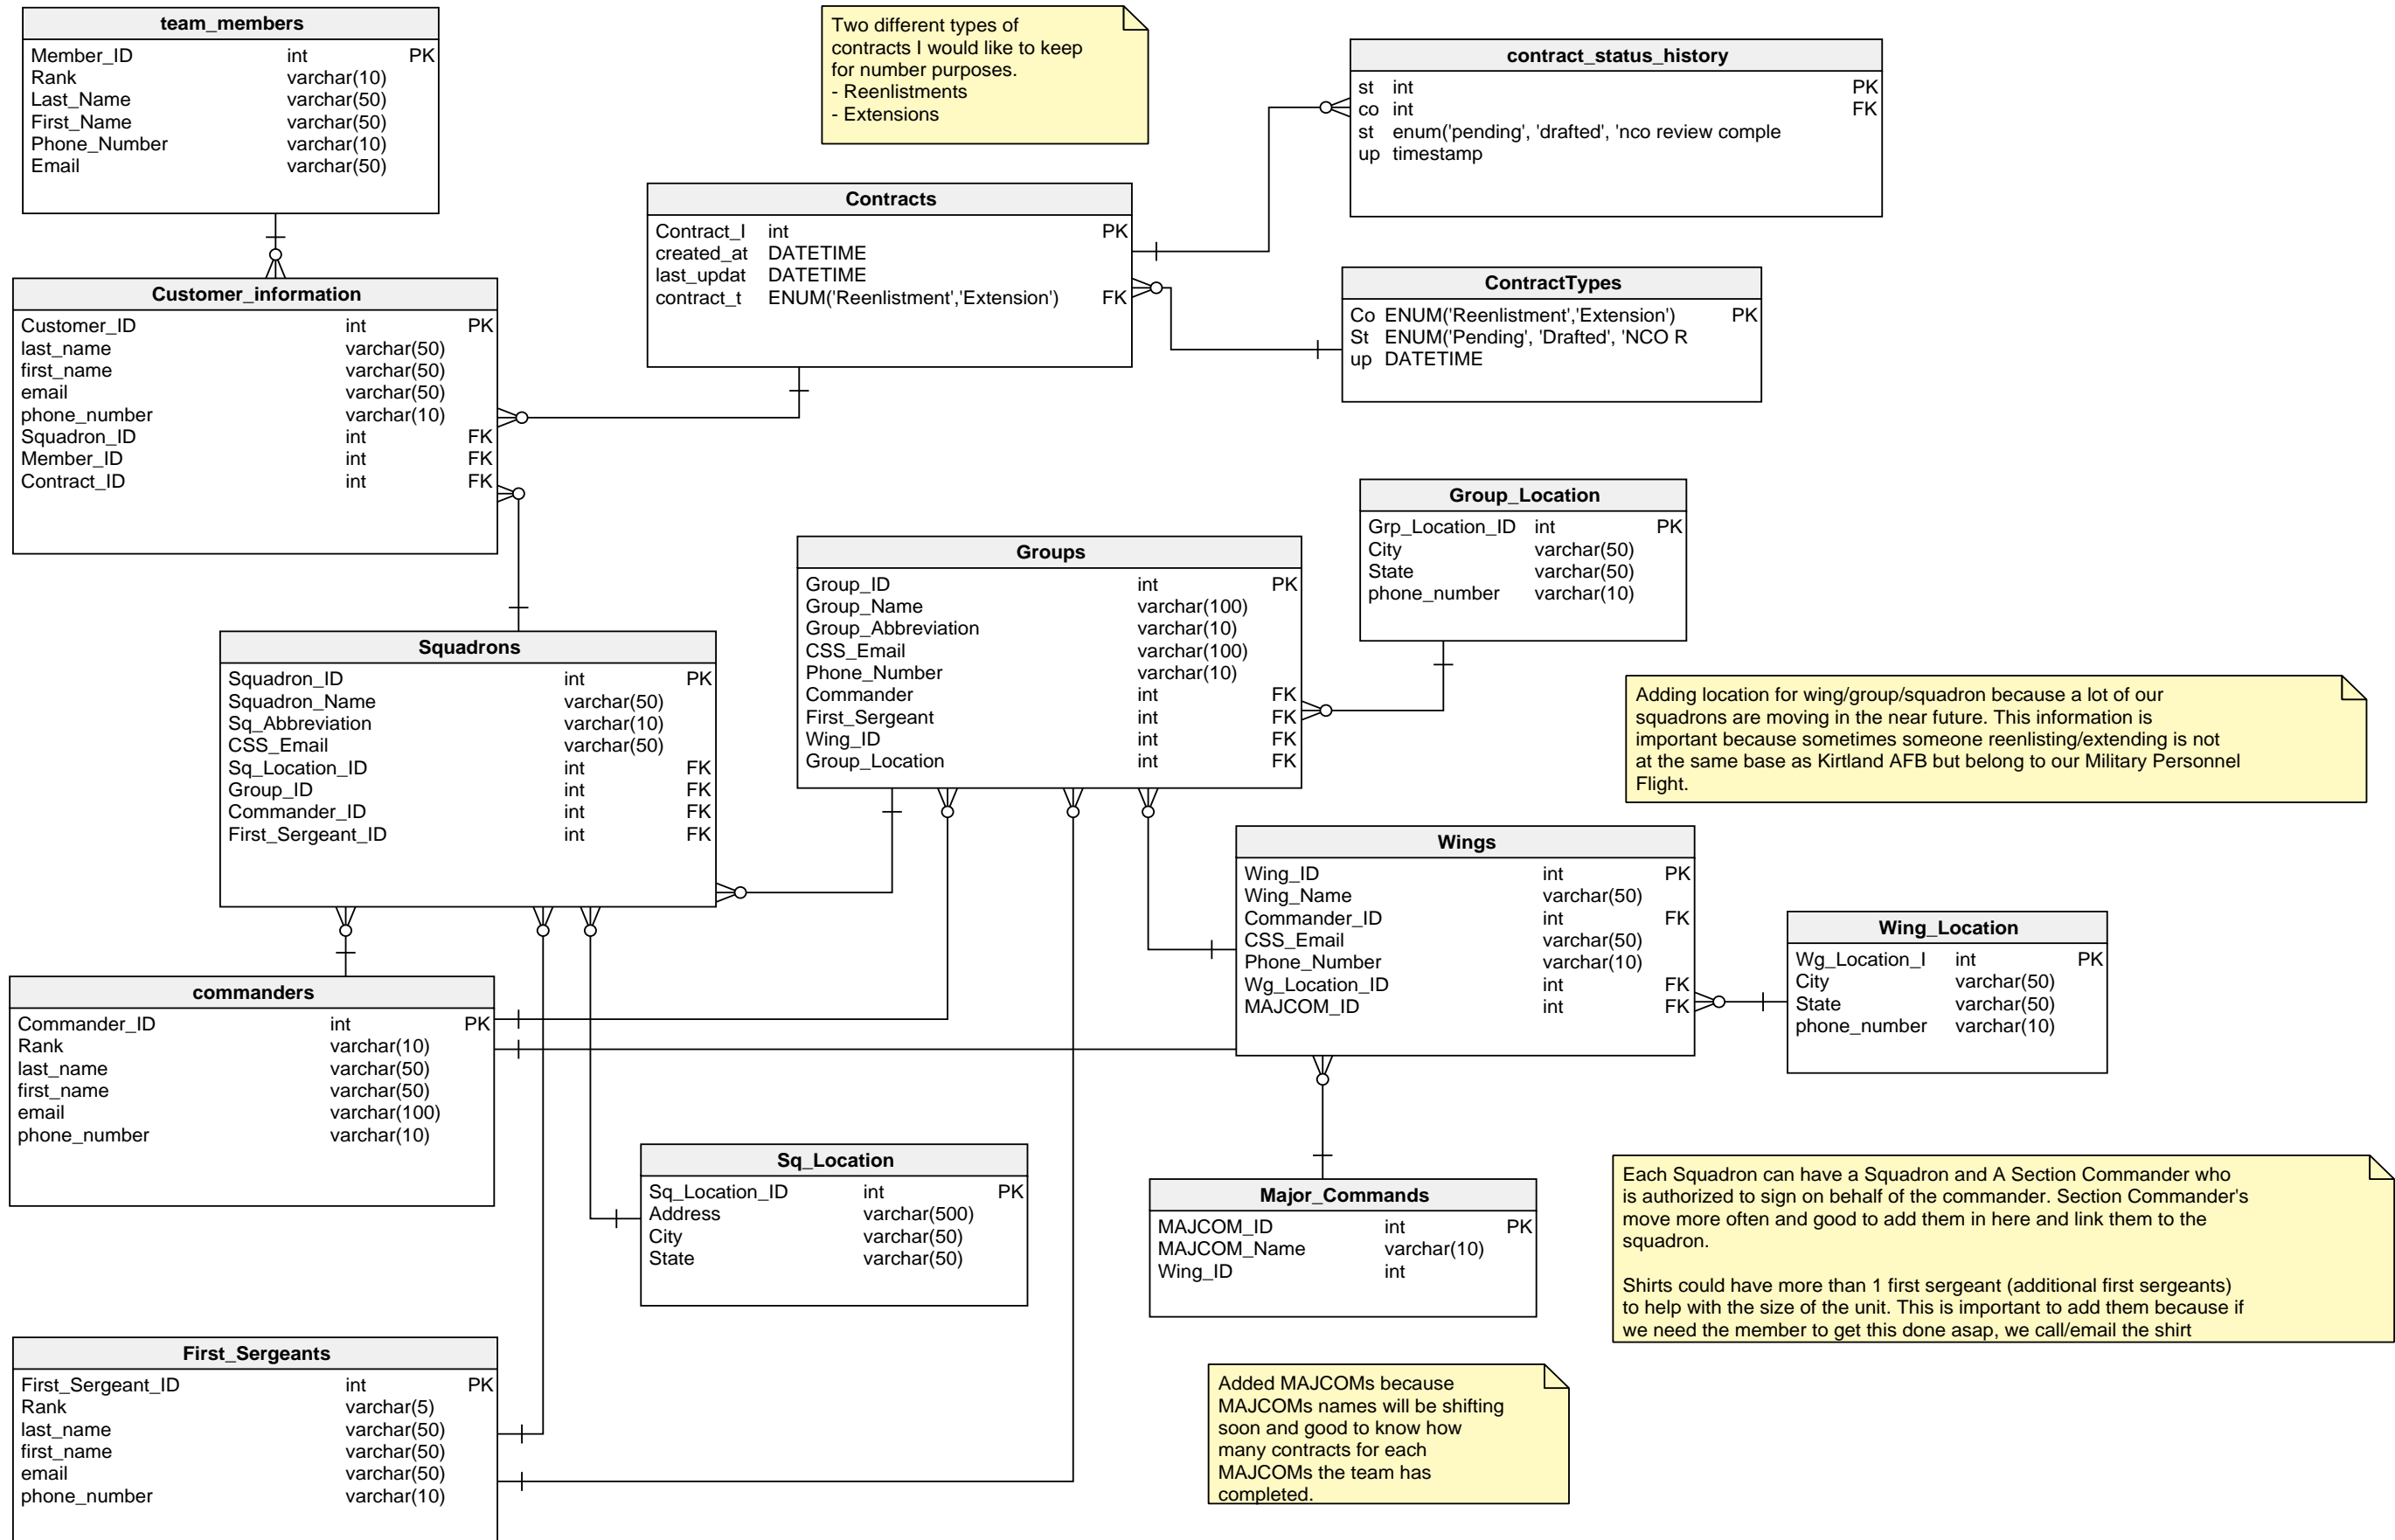 team_members
Member_ID int PK
Rank varchar(10)
Last_Name varchar(50)
First_Name varchar(50)
Phone_Number varchar(10)
Email varchar(50)
Two different types of
contracts I would like to keep
for number purposes.
- Reenlistments
- Extensions
contract_status_history
st int PK
co int FK
st enum('pending', 'drafted', 'nco review comple
up timestamp
Contracts
Contract_I int PK
created_at DATETIME
last_updat DATETIME
contract_t ENUM('Reenlistment','Extension') FK
ContractTypes
Co ENUM('Reenlistment','Extension') PK
St ENUM('Pending', 'Drafted', 'NCO R
up DATETIME
Customer_information
Customer_ID int PK
last_name varchar(50)
first_name varchar(50)
email varchar(50)
phone_number varchar(10)
Squadron_ID int FK
Member_ID int FK
Contract_ID int FK
Group_Location
Grp_Location_ID int PK
City varchar(50)
State varchar(50)
phone_number varchar(10)
Groups
Group_ID int PK
Group_Name varchar(100)
Group_Abbreviation varchar(10)
CSS_Email varchar(100)
Phone_Number varchar(10)
Commander int FK
First_Sergeant int FK
Wing_ID int FK
Group_Location int FK
Squadrons
Squadron_ID int PK
Squadron_Name varchar(50)
Sq_Abbreviation varchar(10)
CSS_Email varchar(50)
Sq_Location_ID int FK
Group_ID int FK
Commander_ID int FK
First_Sergeant_ID int FK
Adding location for wing/group/squadron because a lot of our
squadrons are moving in the near future. This information is
important because sometimes someone reenlisting/extending is not
at the same base as Kirtland AFB but belong to our Military Personnel
Flight.
Wings
Wing_ID int PK
Wing_Name varchar(50)
Commander_ID int FK
CSS_Email varchar(50)
Phone_Number varchar(10)
Wg_Location_ID int FK
MAJCOM_ID int FK
Wing_Location
Wg_Location_I int PK
City varchar(50)
State varchar(50)
phone_number varchar(10)
commanders
Commander_ID int PK
Rank varchar(10)
last_name varchar(50)
first_name varchar(50)
email varchar(100)
phone_number varchar(10)
Sq_Location
Sq_Location_ID int PK
Address varchar(500)
City varchar(50)
State varchar(50)
Major_Commands
MAJCOM_ID int PK
MAJCOM_Name varchar(10)
Wing_ID int
Each Squadron can have a Squadron and A Section Commander who
is authorized to sign on behalf of the commander. Section Commander's
move more often and good to add them in here and link them to the
squadron.
Shirts could have more than 1 first sergeant (additional first sergeants)
to help with the size of the unit. This is important to add them because if
we need the member to get this done asap, we call/email the shirt
First_Sergeants
First_Sergeant_ID int PK
Rank varchar(5)
last_name varchar(50)
first_name varchar(50)
email varchar(50)
phone_number varchar(10)
Added MAJCOMs because
MAJCOMs names will be shifting
soon and good to know how
many contracts for each
MAJCOMs the team has
completed.